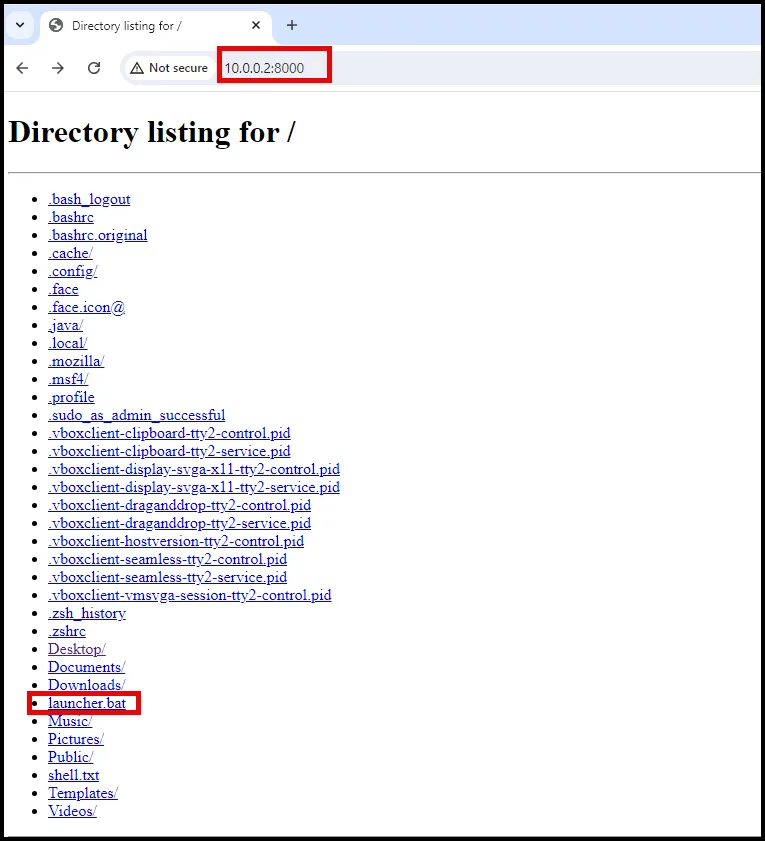 Directory listing for /
Not secure
10.0.0.2:8000
Directory listing for /
.bash_logout
.bashrc
.bashrc.original
.cache/
.config/
.face
.face.icon@
.java/
.local/
.mozilla/
.msf4/
.profile
.sudo_as_admin_successful
.vboxclient-clipboard-tty2-control.pid
.vboxclient-clipboard-tty2-service.pid
.vboxclient-display-svga-x11-tty2-control.pid
.vboxclient-display-svga-x11-tty2-service.pid
.vboxclient-draganddrop-tty2-control.pid
.vboxclient-draganddrop-tty2-service.pid
.vboxclient-hostversion-tty2-control.pid
.vboxclient-seamless-tty2-control.pid
.vboxclient-seamless-tty2-service.pid
.vboxclient-vmsvga-session-tty2-control.pid
.zsh_history
.zshrc
Desktop/
Documents/
Downloads/
launcher.bat
Music/
Pictures/
Public/
shell.txt
Templates/
Videos/